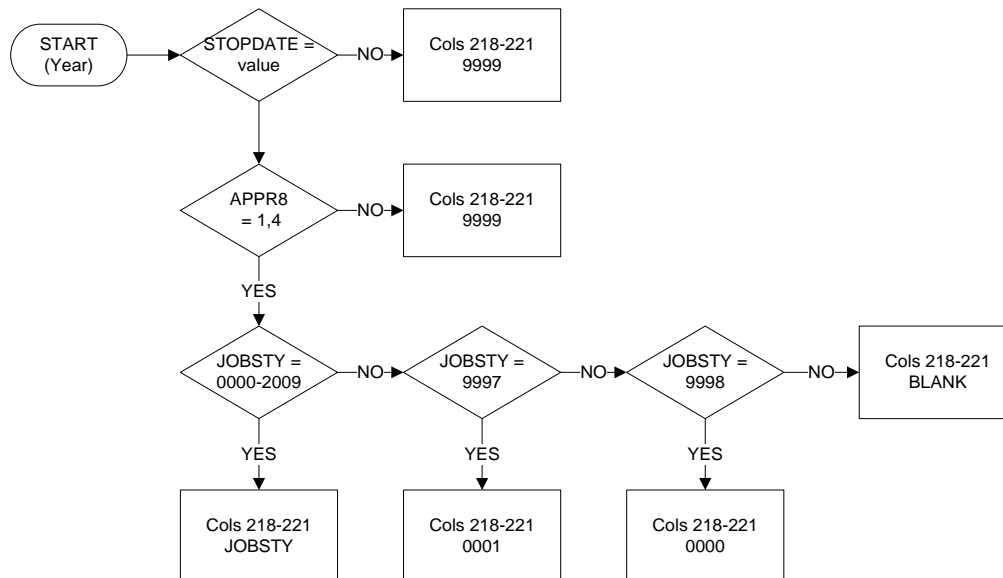 START
(Year)
STOPDATE =
value
NO
Cols 218-221
9999
APPR8
= 1,4
NO
Cols 218-221
9999
YES
JOBSTY =
0000-2009
NO
JOBSTY =
9997
NO
JOBSTY =
9998
NO
Cols 218-221
BLANK
YES
YES
YES
Cols 218-221
JOBSTY
Cols 218-221
0001
Cols 218-221
0000